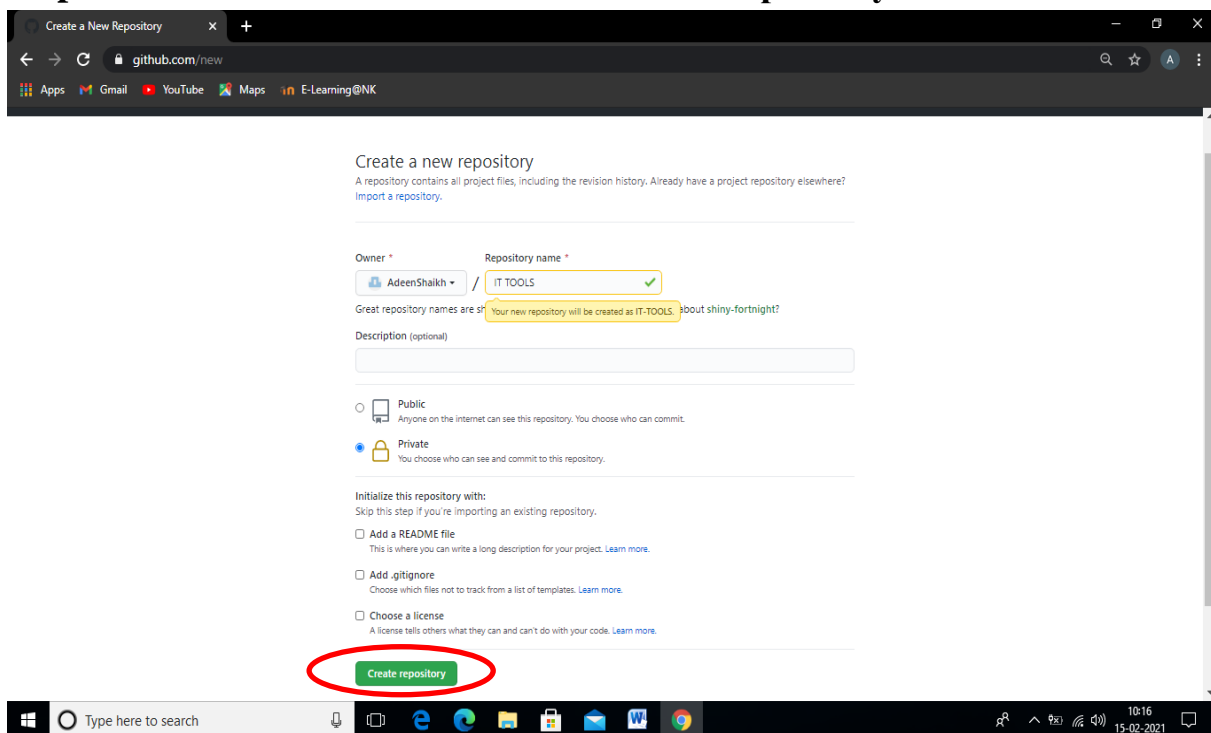 Create a New Repository
github.com/new
A
Apps Gmail YouTube Maps E-Learning@NK
Create a new repository
A repository contains all project files, including the revision history. Already have a project repository elsewhere?
Import a repository.
Owner * Repository name *
AdeenShaikh / IT TOOLS
Great repository names are bout shiny-fortnight?
Your new repository will be created as IT-TOOLS.
Description (optional)
Public
Anyone on the internet can see this repository. You choose who can commit.
Private
You choose who can see and commit to this repository.
Initialize this repository with:
Skip this step if you're importing an existing repository.
Add a README file
This is where you can write a long description for your project. Learn more.
Add .gitignore
Choose which files not to track from a list of templates. Learn more.
Choose a license
A license tells others what they can and can't do with your code. Learn more.
Create repository
Type here to search
10:16
15-02-2021